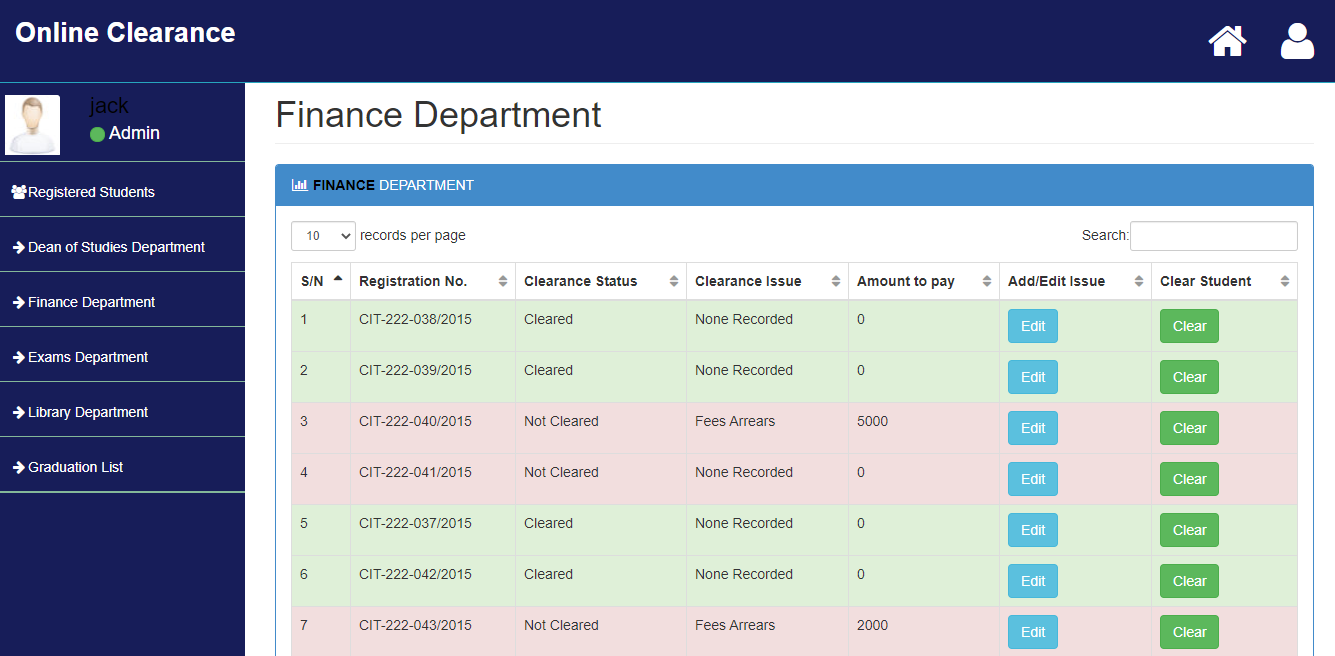 Online Clearance
jack
Admin
Registered Students
Dean of Studies Department
Finance Department
Exams Department
Library Department
Graduation List
Finance Department
FINANCE DEPARTMENT
10 records per page Search:
S/N Registration No. Clearance Status Clearance Issue Amount to pay Add/Edit Issue Clear Student
1 CIT-222-038/2015 Cleared None Recorded 0 Edit Clear
2 CIT-222-039/2015 Cleared None Recorded 0 Edit Clear
3 CIT-222-040/2015 Not Cleared Fees Arrears 5000 Edit Clear
4 CIT-222-041/2015 Not Cleared None Recorded 0 Edit Clear
5 CIT-222-037/2015 Cleared None Recorded 0 Edit Clear
6 CIT-222-042/2015 Cleared None Recorded 0 Edit Clear
7 CIT-222-043/2015 Not Cleared Fees Arrears 2000 Edit Clear